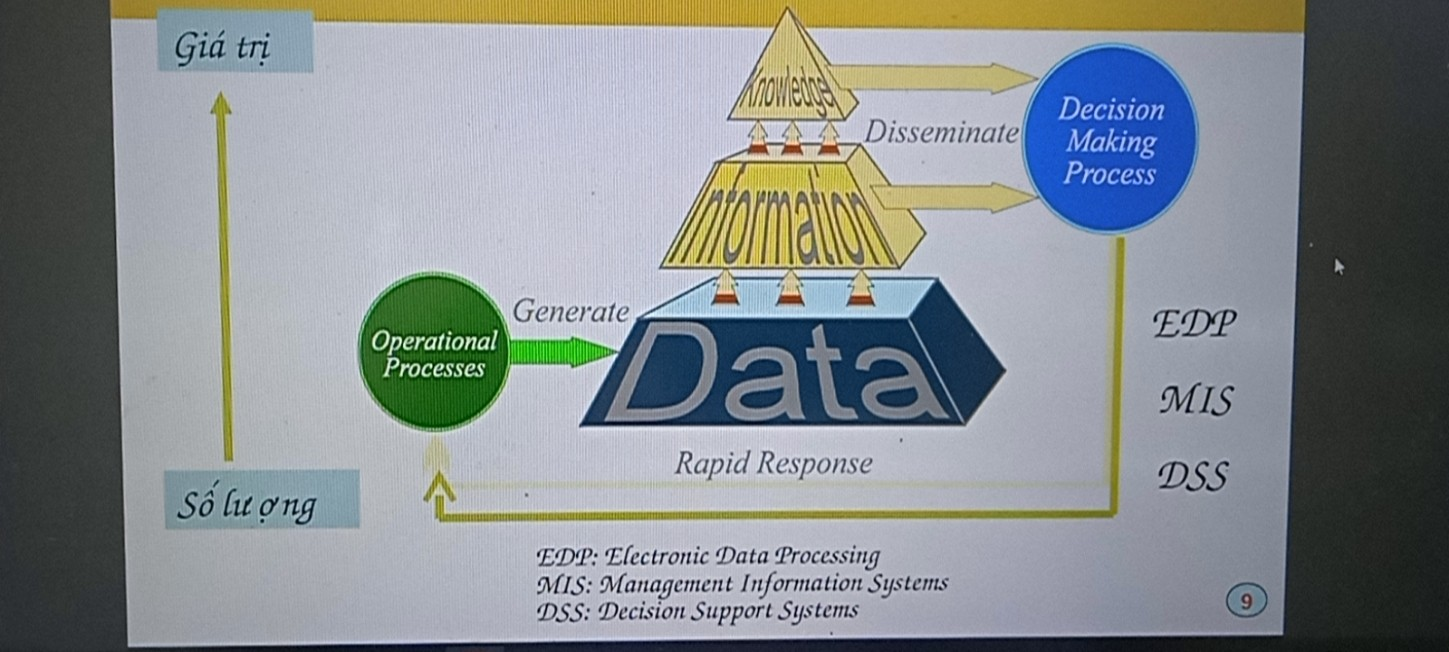 Giá trị
Knowledge
Disseminate
Decision
Making
Process
Information
Generate
Operational
Processes
Data
EDP
MIS
DSS
Rapid Response
Số lượng
EDP: Electronic Data Processing
MIS: Management Information Systems
DSS: Decision Support Systems
9